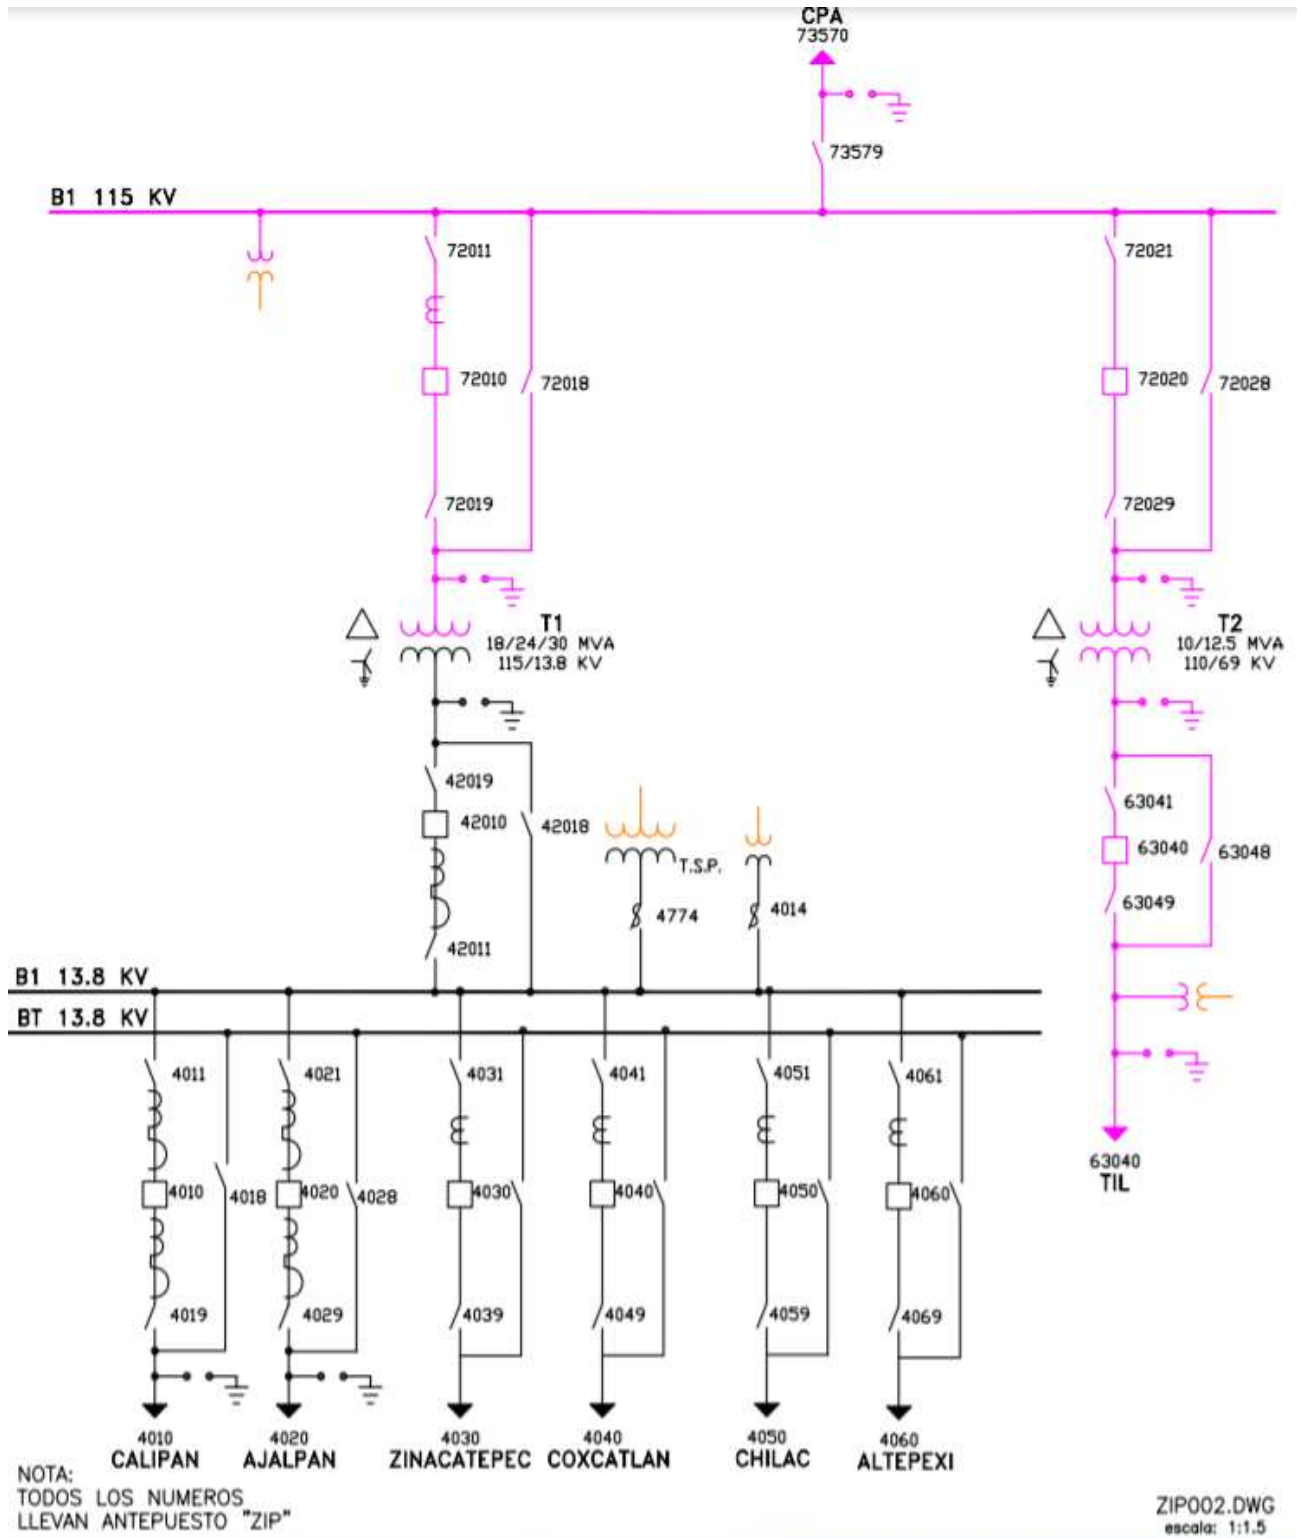 CPA
73570
73579
B1 115 KV
72011
72021
72010
72018
72020
72028
72019
72029
T1
18/24/30 MVA
115/13.8 KV
T2
10/12.5 MVA
110/69 KV
42019
42010
42018
T.S.P.
4774
4014
42011
63041
63040
63048
63049
B1 13.8 KV
BT 13.8 KV
4011
4021
4031
4041
4051
4061
4010
4018
4020
4028
4030
4040
4050
4060
4019
4029
4039
4049
4059
4069
63040
TIL
4010
CALIPAN
4020
AJALPAN
4030
ZINACATEPEC
4040
COXCATLAN
4050
CHILAC
4060
ALTEPEXI
NOTA:
TODOS LOS NUMEROS
LLEVAN ANTEPUESTO "ZIP"
ZIP002.DWG
escala: 1:1.5